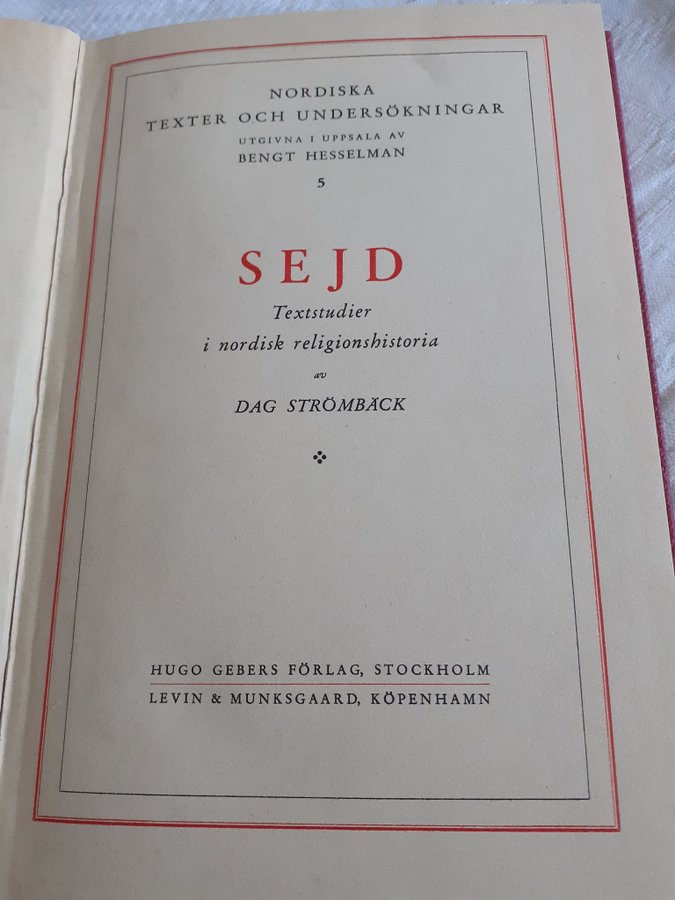 NORDISKA
TEXTER OCH UNDERSÖKNINGAR
UTGIVNA I UPPSALA AV
BENGT HESSELMAN
5
SEJD
Textstudier
i nordisk religionshistoria
av
DAG STRÖMBÄCK
HUGO GEBERS FÖRLAG, STOCKHOLM
LEVIN & MUNKSGAARD, KÖPENHAMN